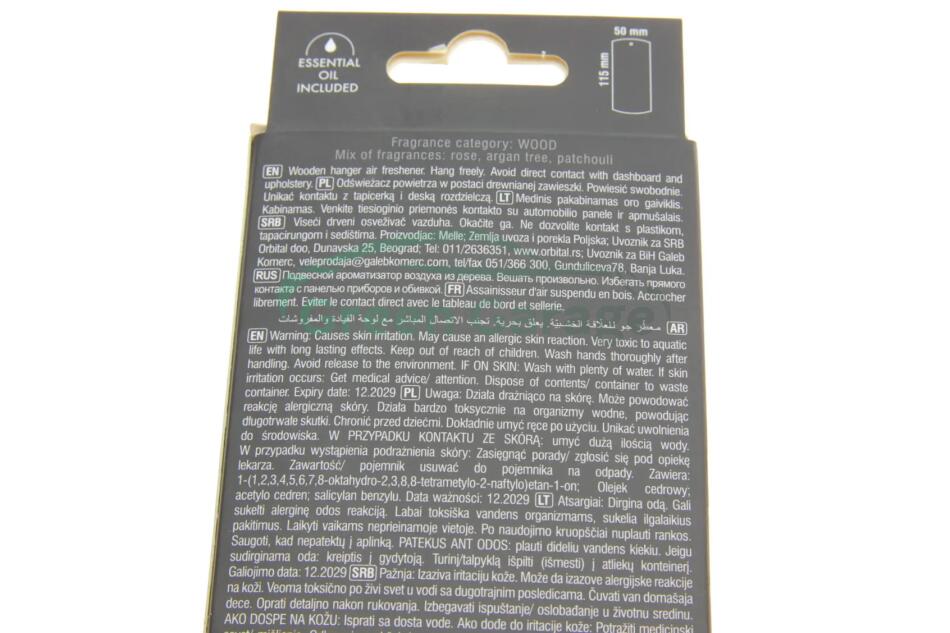 ESSENTIAL
OIL
INCLUDED
50 mm
115 mm
Fragrance category: WOOD
Mix of fragrances: rose, argan tree, patchouli
EN Wooden hanger air freshener. Hang freely. Avoid direct contact with dashboard and
upholstery. PL Odświeżacz powietrza w postaci drewnianej zawieszki. Powiesić swobodnie.
Unikać kontaktu z tapicerką i deską rozdzielczą. LT Medinis pakabinamas oro gaiviklis.
Kabinamas. Venkite tiesioginio priemonės kontakto su automobilio panele ir apmušalais.
SRB Viseći drveni osveživač vazduha. Okačite ga. Ne dozvolite kontakt s plastikom,
tapacirungom i sedištima. Proizvodjac: Melle; Zemlja uvoza i porekla Poljska; Uvoznik za SRB
Orbital doo, Dunavska 25, Beograd; Tel: 011/2636351, www.orbital.rs; Uvoznik za BiH Galeb
Komerc, veleprodaja@galebkomerc.com, tel/fax 051/366 300, Gunduliceva78, Banja Luka.
RUS Подвесной ароматизатор воздуха из дерева. Вешать произвольно. Избегать прямого
контакта с панелью приборов и обивкой. FR Assainisseur d'air suspendu en bois. Accrocher
librement. Eviter le contact direct avec le tableau de bord et sellerie.
AR معطر جو للعلاقة الخشبية. يعلق بحرية. تجنب الاتصال المباشر مع لوحة القيادة والمفروشات
EN Warning: Causes skin irritation. May cause an allergic skin reaction. Very toxic to aquatic
life with long lasting effects. Keep out of reach of children. Wash hands thoroughly after
handling. Avoid release to the environment. IF ON SKIN: Wash with plenty of water. If skin
irritation occurs: Get medical advice/ attention. Dispose of contents/ container to waste
container. Expiry date: 12.2029 PL Uwaga: Działa drażniąco na skórę. Może powodować
reakcję alergiczną skóry. Działa bardzo toksycznie na organizmy wodne, powodując
długotrwałe skutki. Chronić przed dziećmi. Dokładnie umyć ręce po użyciu. Unikać uwolnienia
do środowiska. W PRZYPADKU KONTAKTU ZE SKÓRĄ: umyć dużą ilością wody.
W przypadku wystąpienia podrażnienia skóry: Zasięgnąć porady/ zgłosić się pod opiekę
lekarza. Zawartość/ pojemnik usuwać do pojemnika na odpady. Zawiera:
1-(1,2,3,4,5,6,7,8-oktahydro-2,3,8,8-tetrametylo-2-naftylo)etan-1-on; Olejek cedrowy;
acetylo cedren; salicylan benzylu. Data ważności: 12.2029 LT Atsargiai: Dirgina odą. Gali
sukelti alerginę odos reakciją. Labai toksiška vandens organizmams, sukelia ilgalaikius
pakitimus. Laikyti vaikams neprieinamoje vietoje. Po naudojimo kruopščiai nuplauti rankos.
Saugoti, kad nepatektų į aplinką. PATEKUS ANT ODOS: plauti dideliu vandens kiekiu. Jeigu
sudirginama oda: kreiptis į gydytoją. Turinį/talpyklą išpilti (išmesti) į atliekų konteinerį.
Galiojimo data: 12.2029 SRB Pažnja: Izaziva iritaciju kože. Može da izazove alergijske reakcije
na koži. Veoma toksično po živi svet u vodi sa dugotrajnim posledicama. Čuvati van domašaja
dece. Oprati detaljno nakon rukovanja. Izbegavati ispuštanje/ oslobađanje u životnu sredinu.
AKO DOSPE NA KOŽU: Isprati sa dosta vode. Ako dođe do iritacije kože: Potražiti medicinski